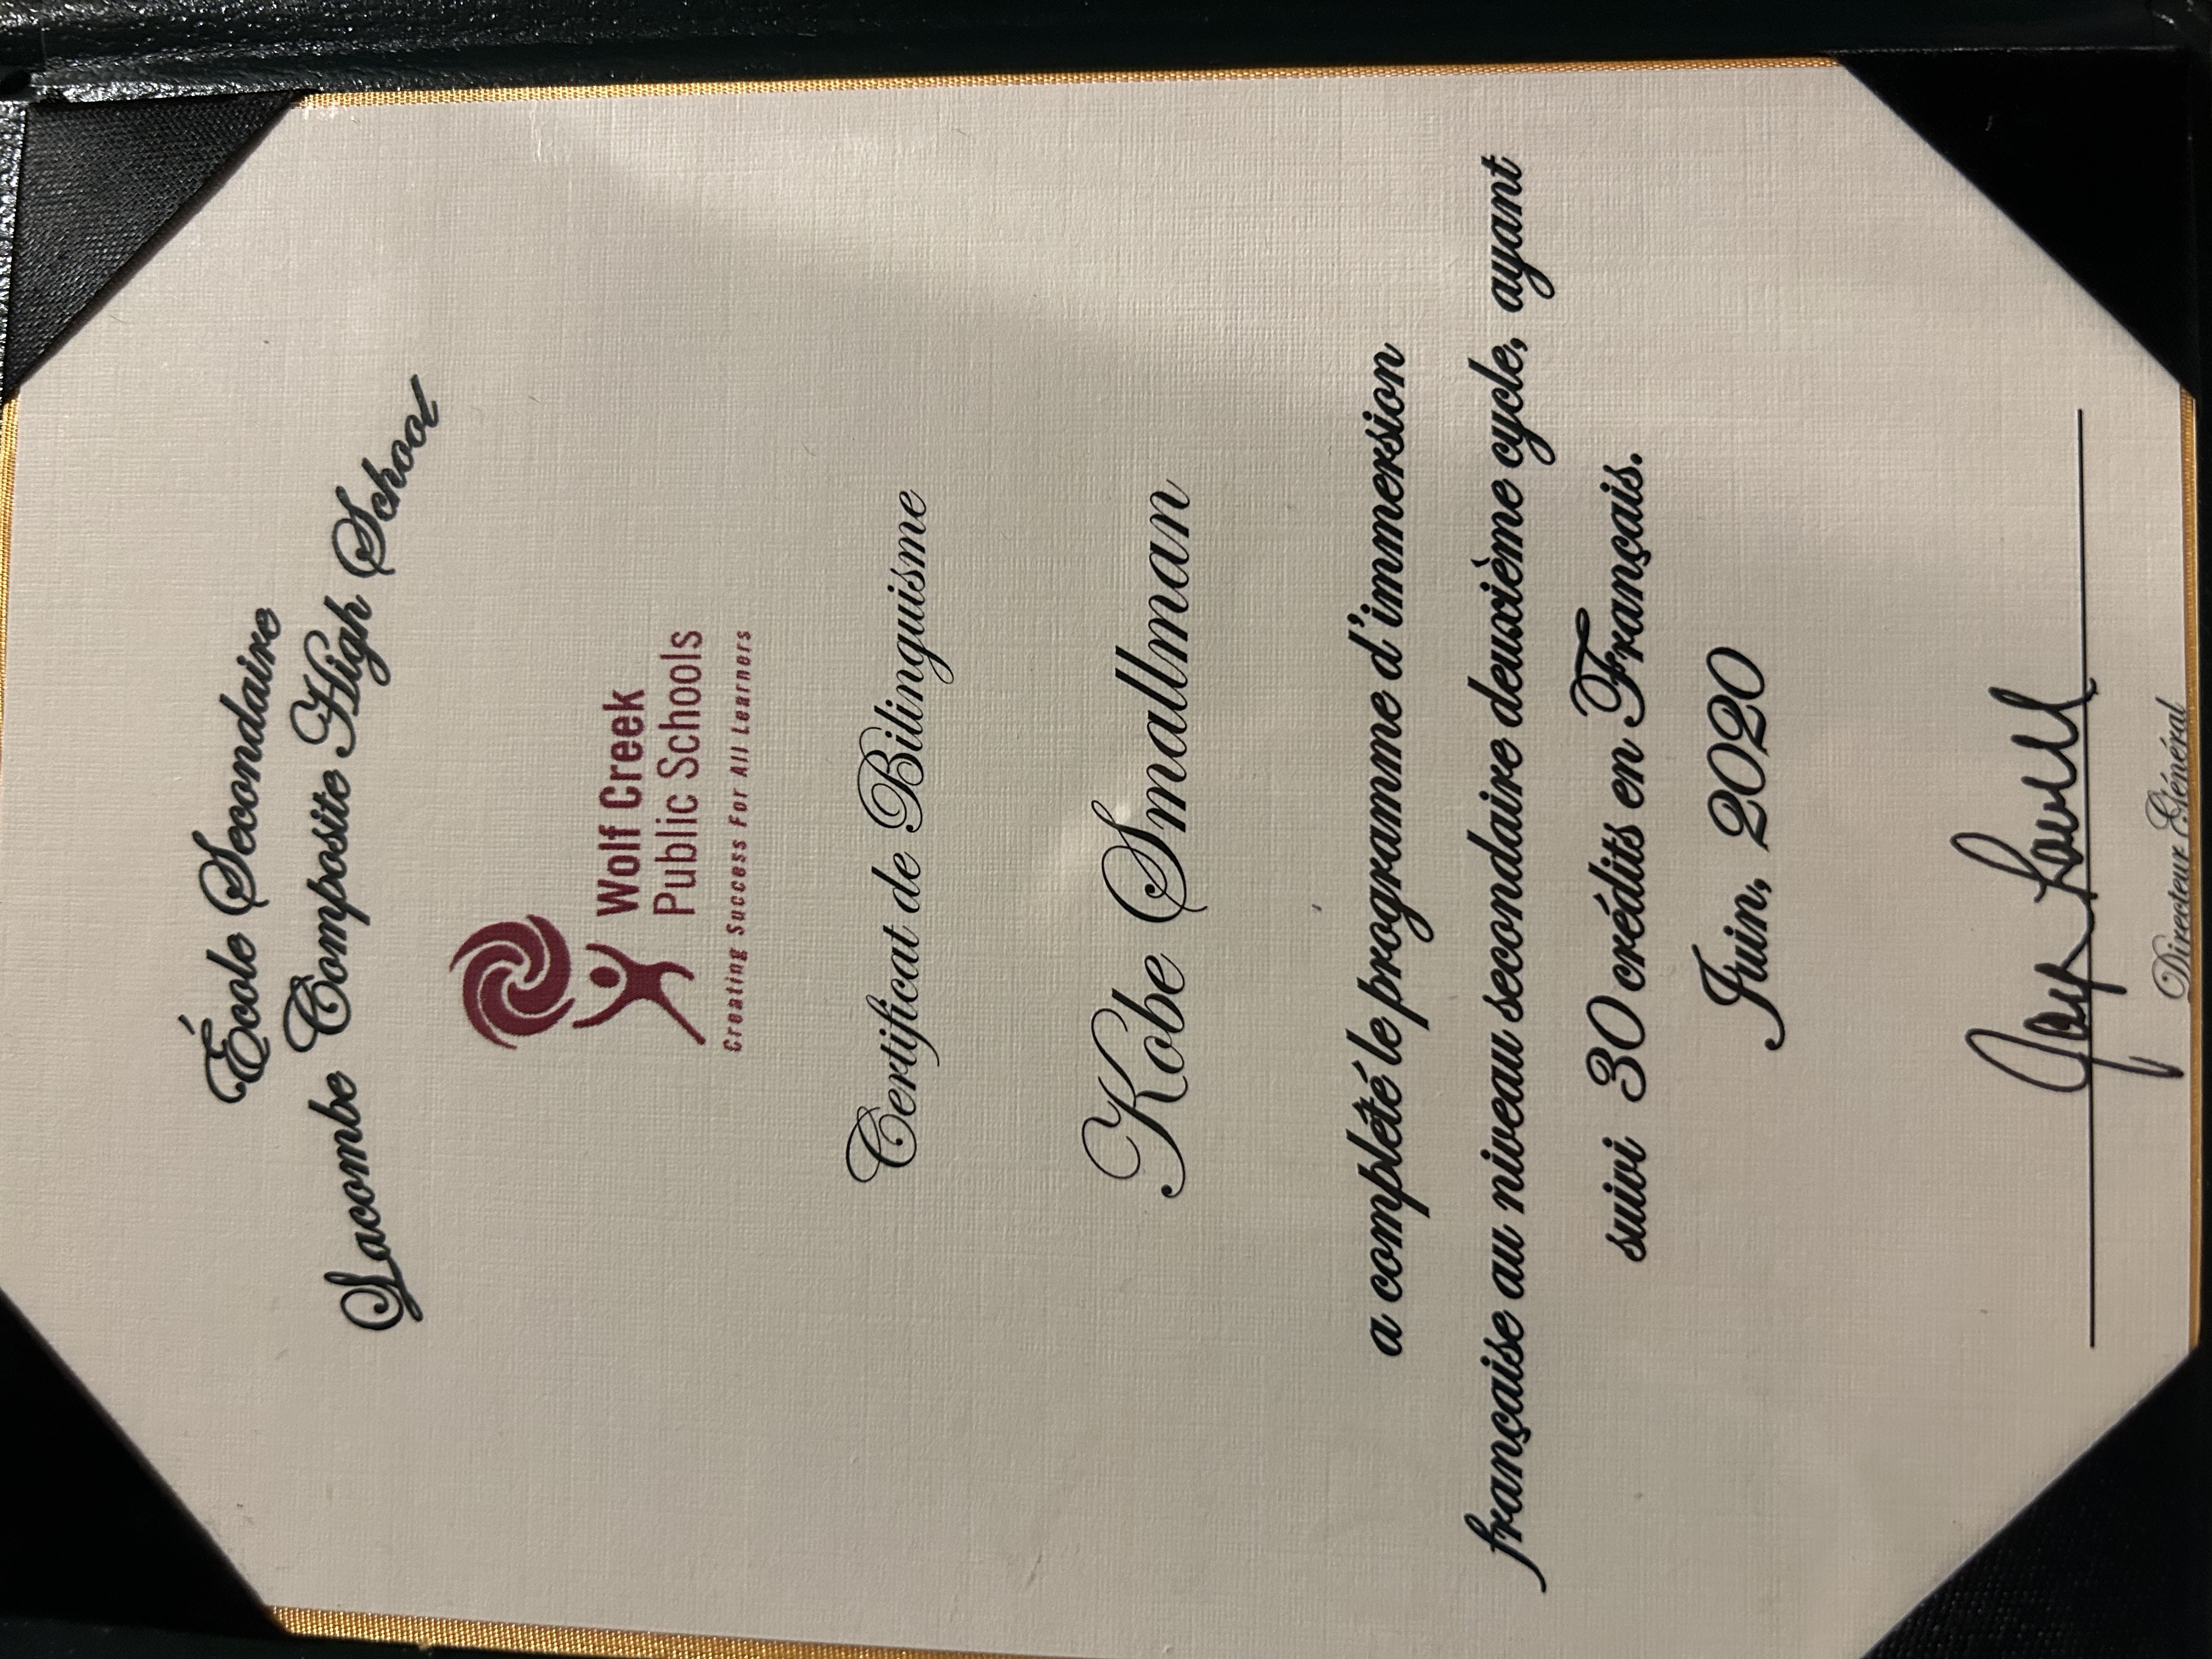 École Secondaire
Lacombe Composite High School
Wolf Creek
Public Schools
Creating Success For All Learners
Certificat de Bilinguisme
Kobe Smallman
a complété le programme d'immersion
française au niveau secondaire deuxième cycle, ayant
suivi 30 crédits en Français.
Juin, 2020
Jayson Lovell
Directeur Général